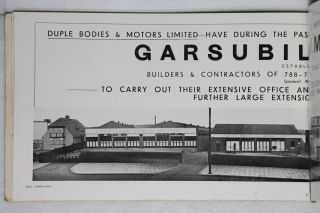 DUPLE BODIES & MOTORS LIMITED—HAVE DURING THE PAS
GARSUBIL
ESTABL
BUILDERS & CONTRACTORS OF 788-7
TO CARRY OUT THEIR EXTENSIVE OFFICE AN
FURTHER LARGE EXTENSIO